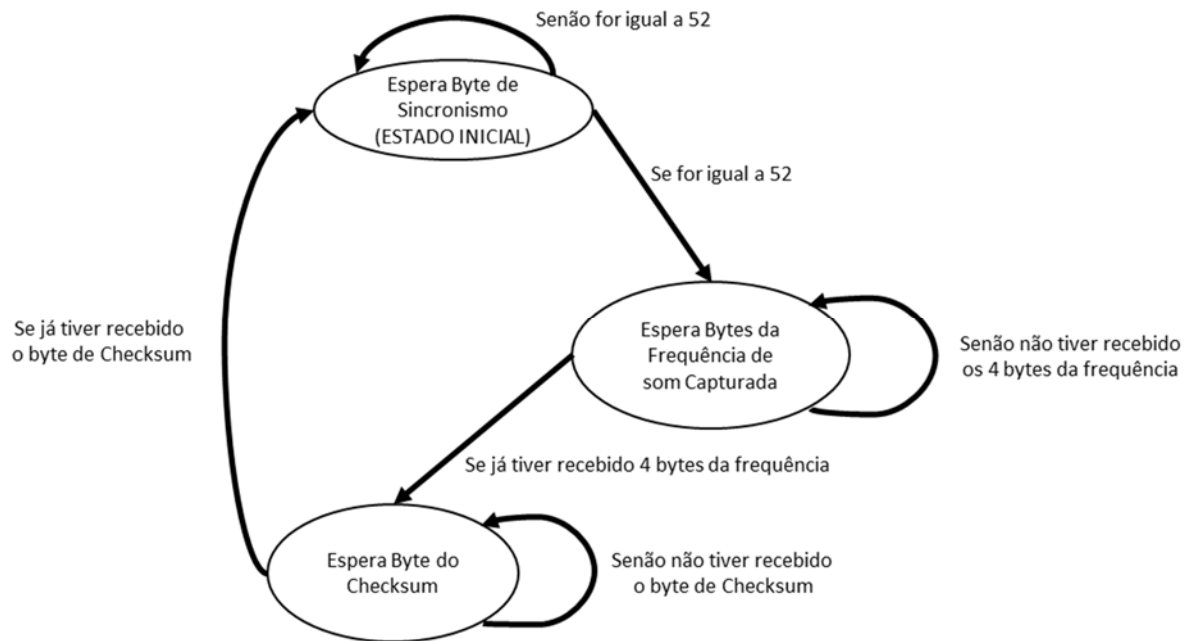 Senão for igual a 52
Espera Byte de
Sincronismo
(ESTADO INICIAL)
Se for igual a 52
Se já tiver recebido
o byte de Checksum
Espera Bytes da
Frequência de
som Capturada
Senão não tiver recebido
os 4 bytes da frequência
Se já tiver recebido 4 bytes da frequência
Espera Byte do
Checksum
Senão não tiver recebido
o byte de Checksum